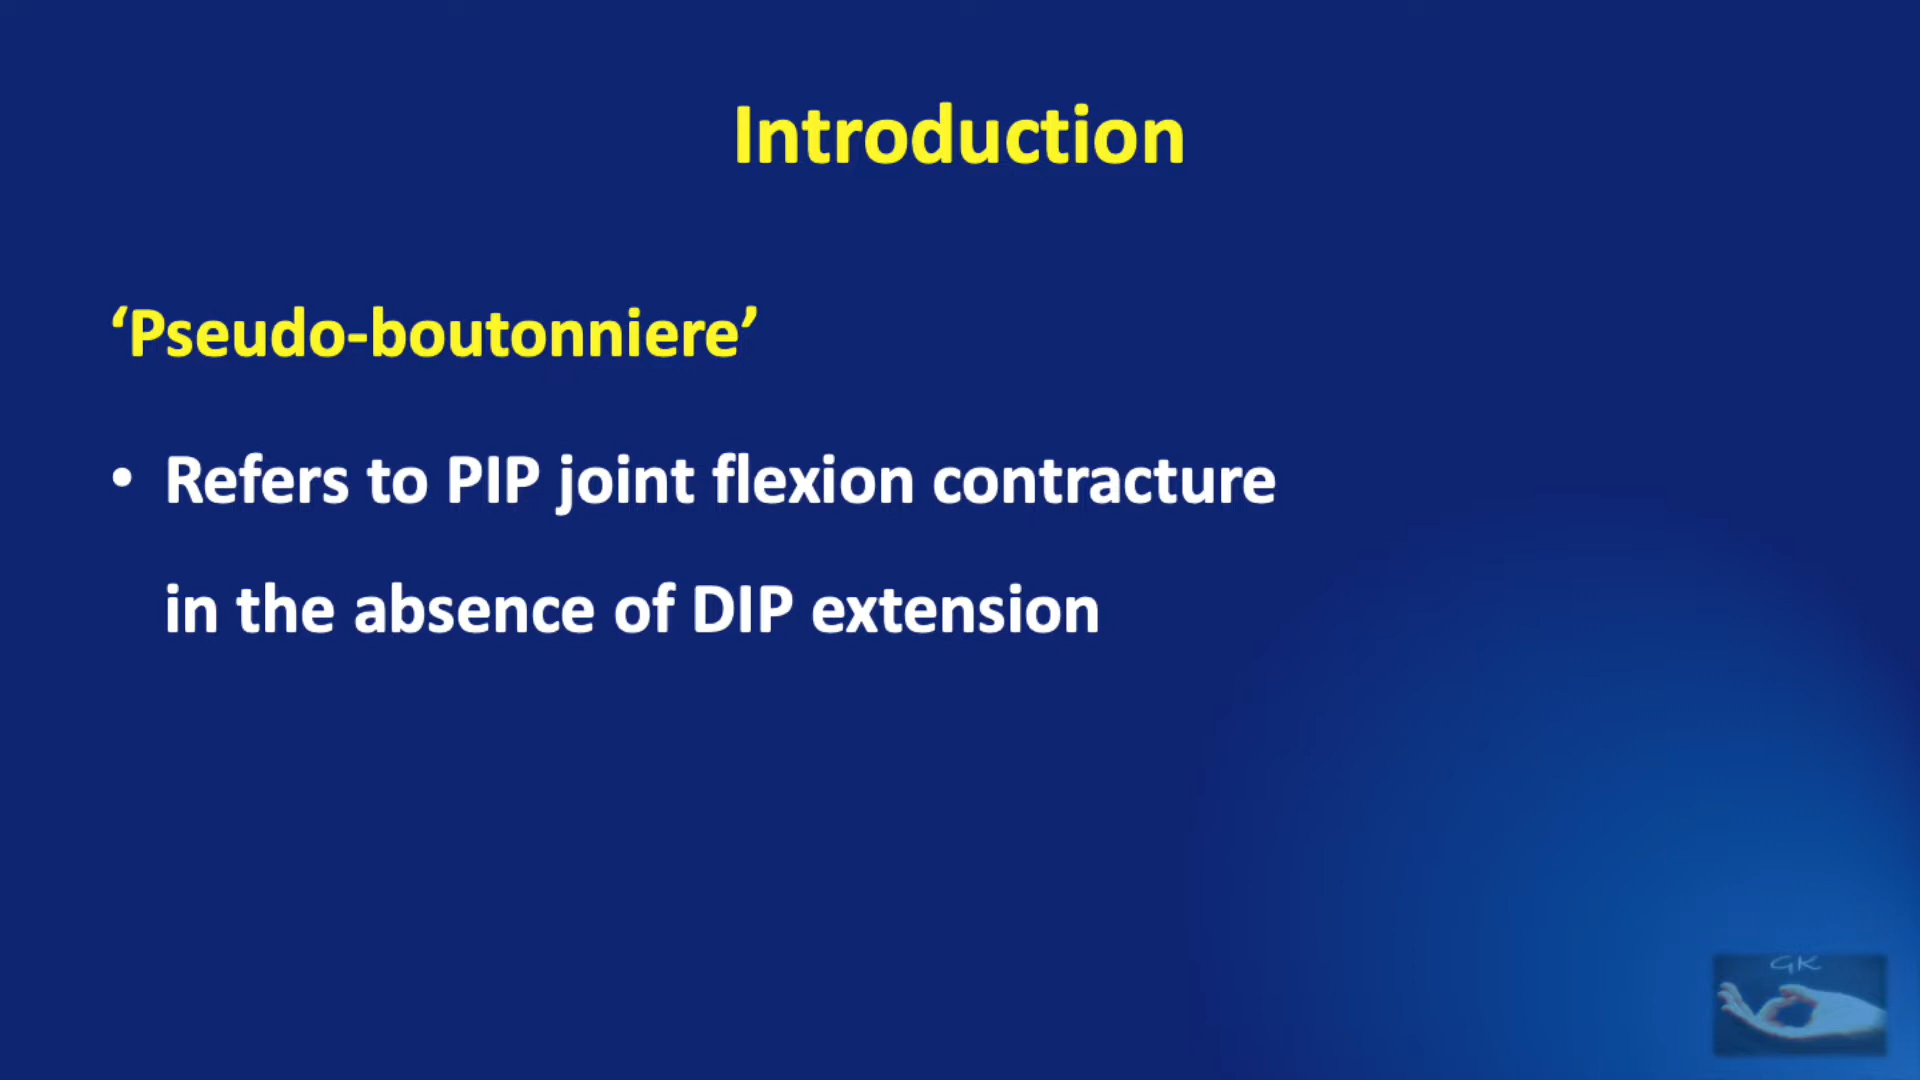 Introduction
‘Pseudo-boutonniere’
• Refers to PIP joint flexion contracture
in the absence of DIP extension
GK